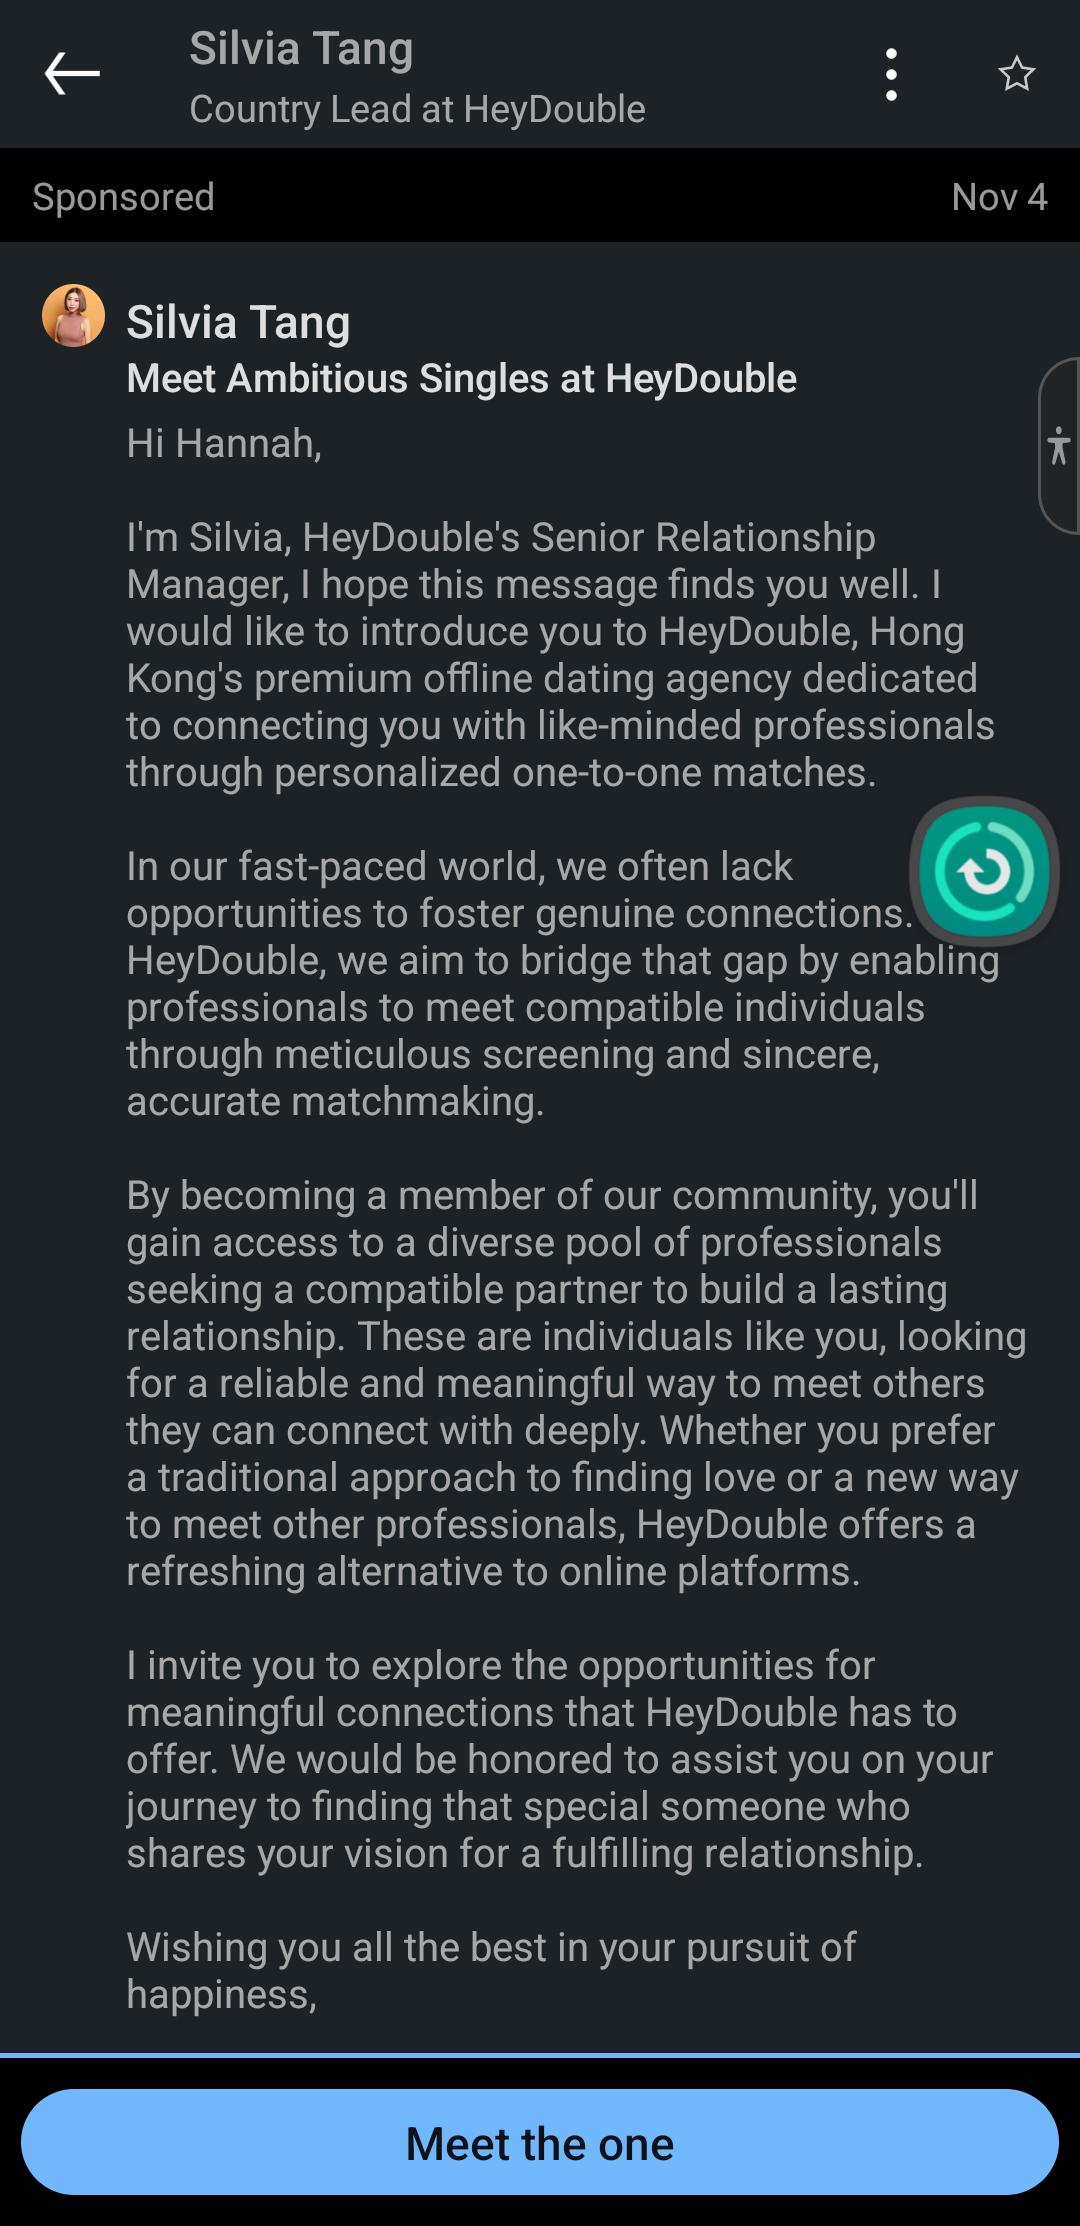 Silvia Tang
Country Lead at HeyDouble
Sponsored
Nov 4
Silvia Tang
Meet Ambitious Singles at HeyDouble
Hi Hannah,
I'm Silvia, HeyDouble's Senior Relationship
Manager, I hope this message finds you well. I
would like to introduce you to HeyDouble, Hong
Kong's premium offline dating agency dedicated
to connecting you with like-minded professionals
through personalized one-to-one matches.
In our fast-paced world, we often lack
opportunities to foster genuine connections.
HeyDouble, we aim to bridge that gap by enabling
professionals to meet compatible individuals
through meticulous screening and sincere,
accurate matchmaking.
By becoming a member of our community, you'll
gain access to a diverse pool of professionals
seeking a compatible partner to build a lasting
relationship. These are individuals like you, looking
for a reliable and meaningful way to meet others
they can connect with deeply. Whether you prefer
a traditional approach to finding love or a new way
to meet other professionals, HeyDouble offers a
refreshing alternative to online platforms.
I invite you to explore the opportunities for
meaningful connections that HeyDouble has to
offer. We would be honored to assist you on your
journey to finding that special someone who
shares your vision for a fulfilling relationship.
Wishing you all the best in your pursuit of
happiness,
Meet the one